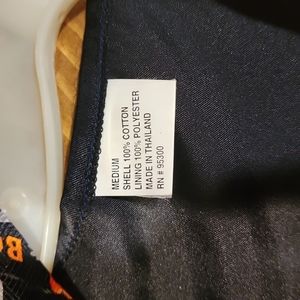 MEDIUM
SHELL 100% COTTON
LINING 100% POLYESTER
MADE IN THAILAND
RN # 95300